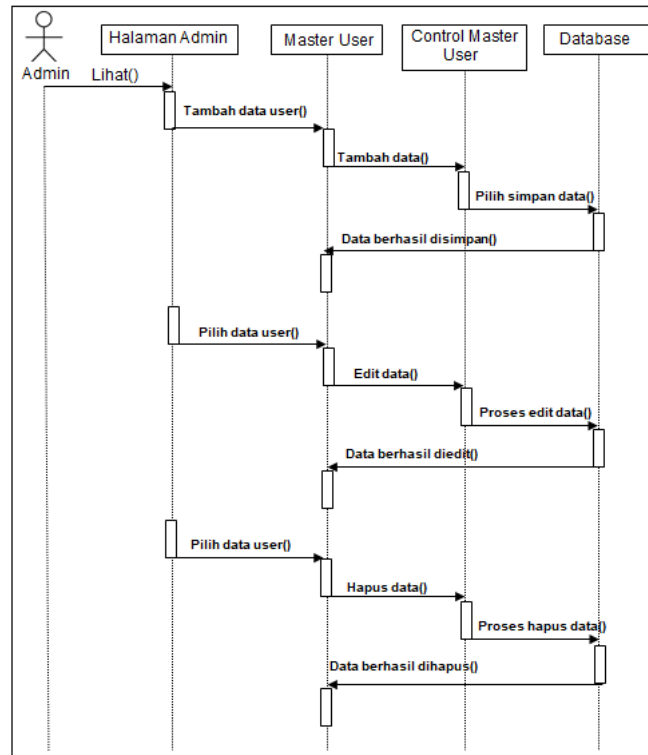 Halaman Admin
Master User
Control Master
User
Database
Admin
Lihat()
Tambah data user()
Tambah data()
Pilih simpan data()
Data berhasil disimpan()
Pilih data user()
Edit data()
Proses edit data()
Data berhasil diedit()
Pilih data user()
Hapus data()
Proses hapus data()
Data berhasil dihapus()